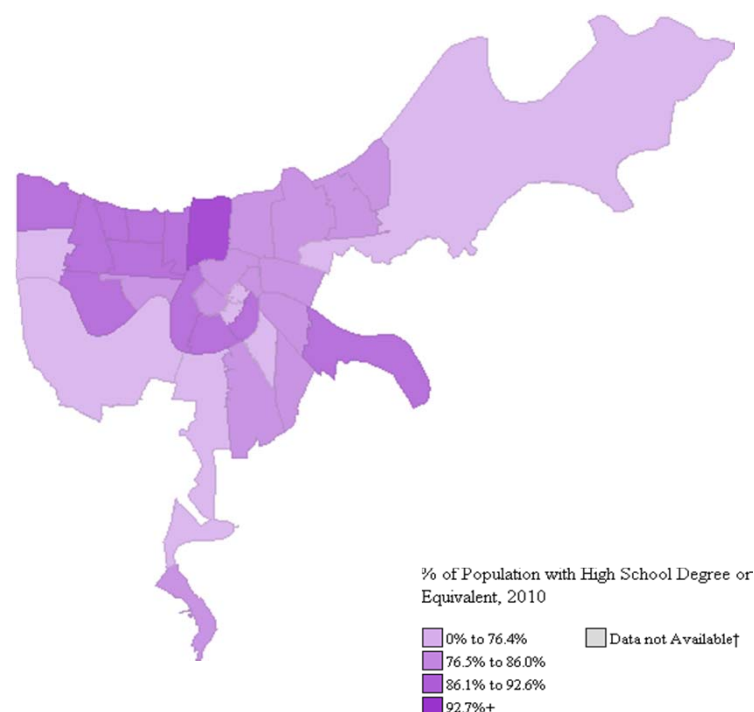 % of Population with High School Degree or
Equivalent, 2010
0% to 76.4%
Data not Available†
76.5% to 86.0%
86.1% to 92.6%
92.7%+